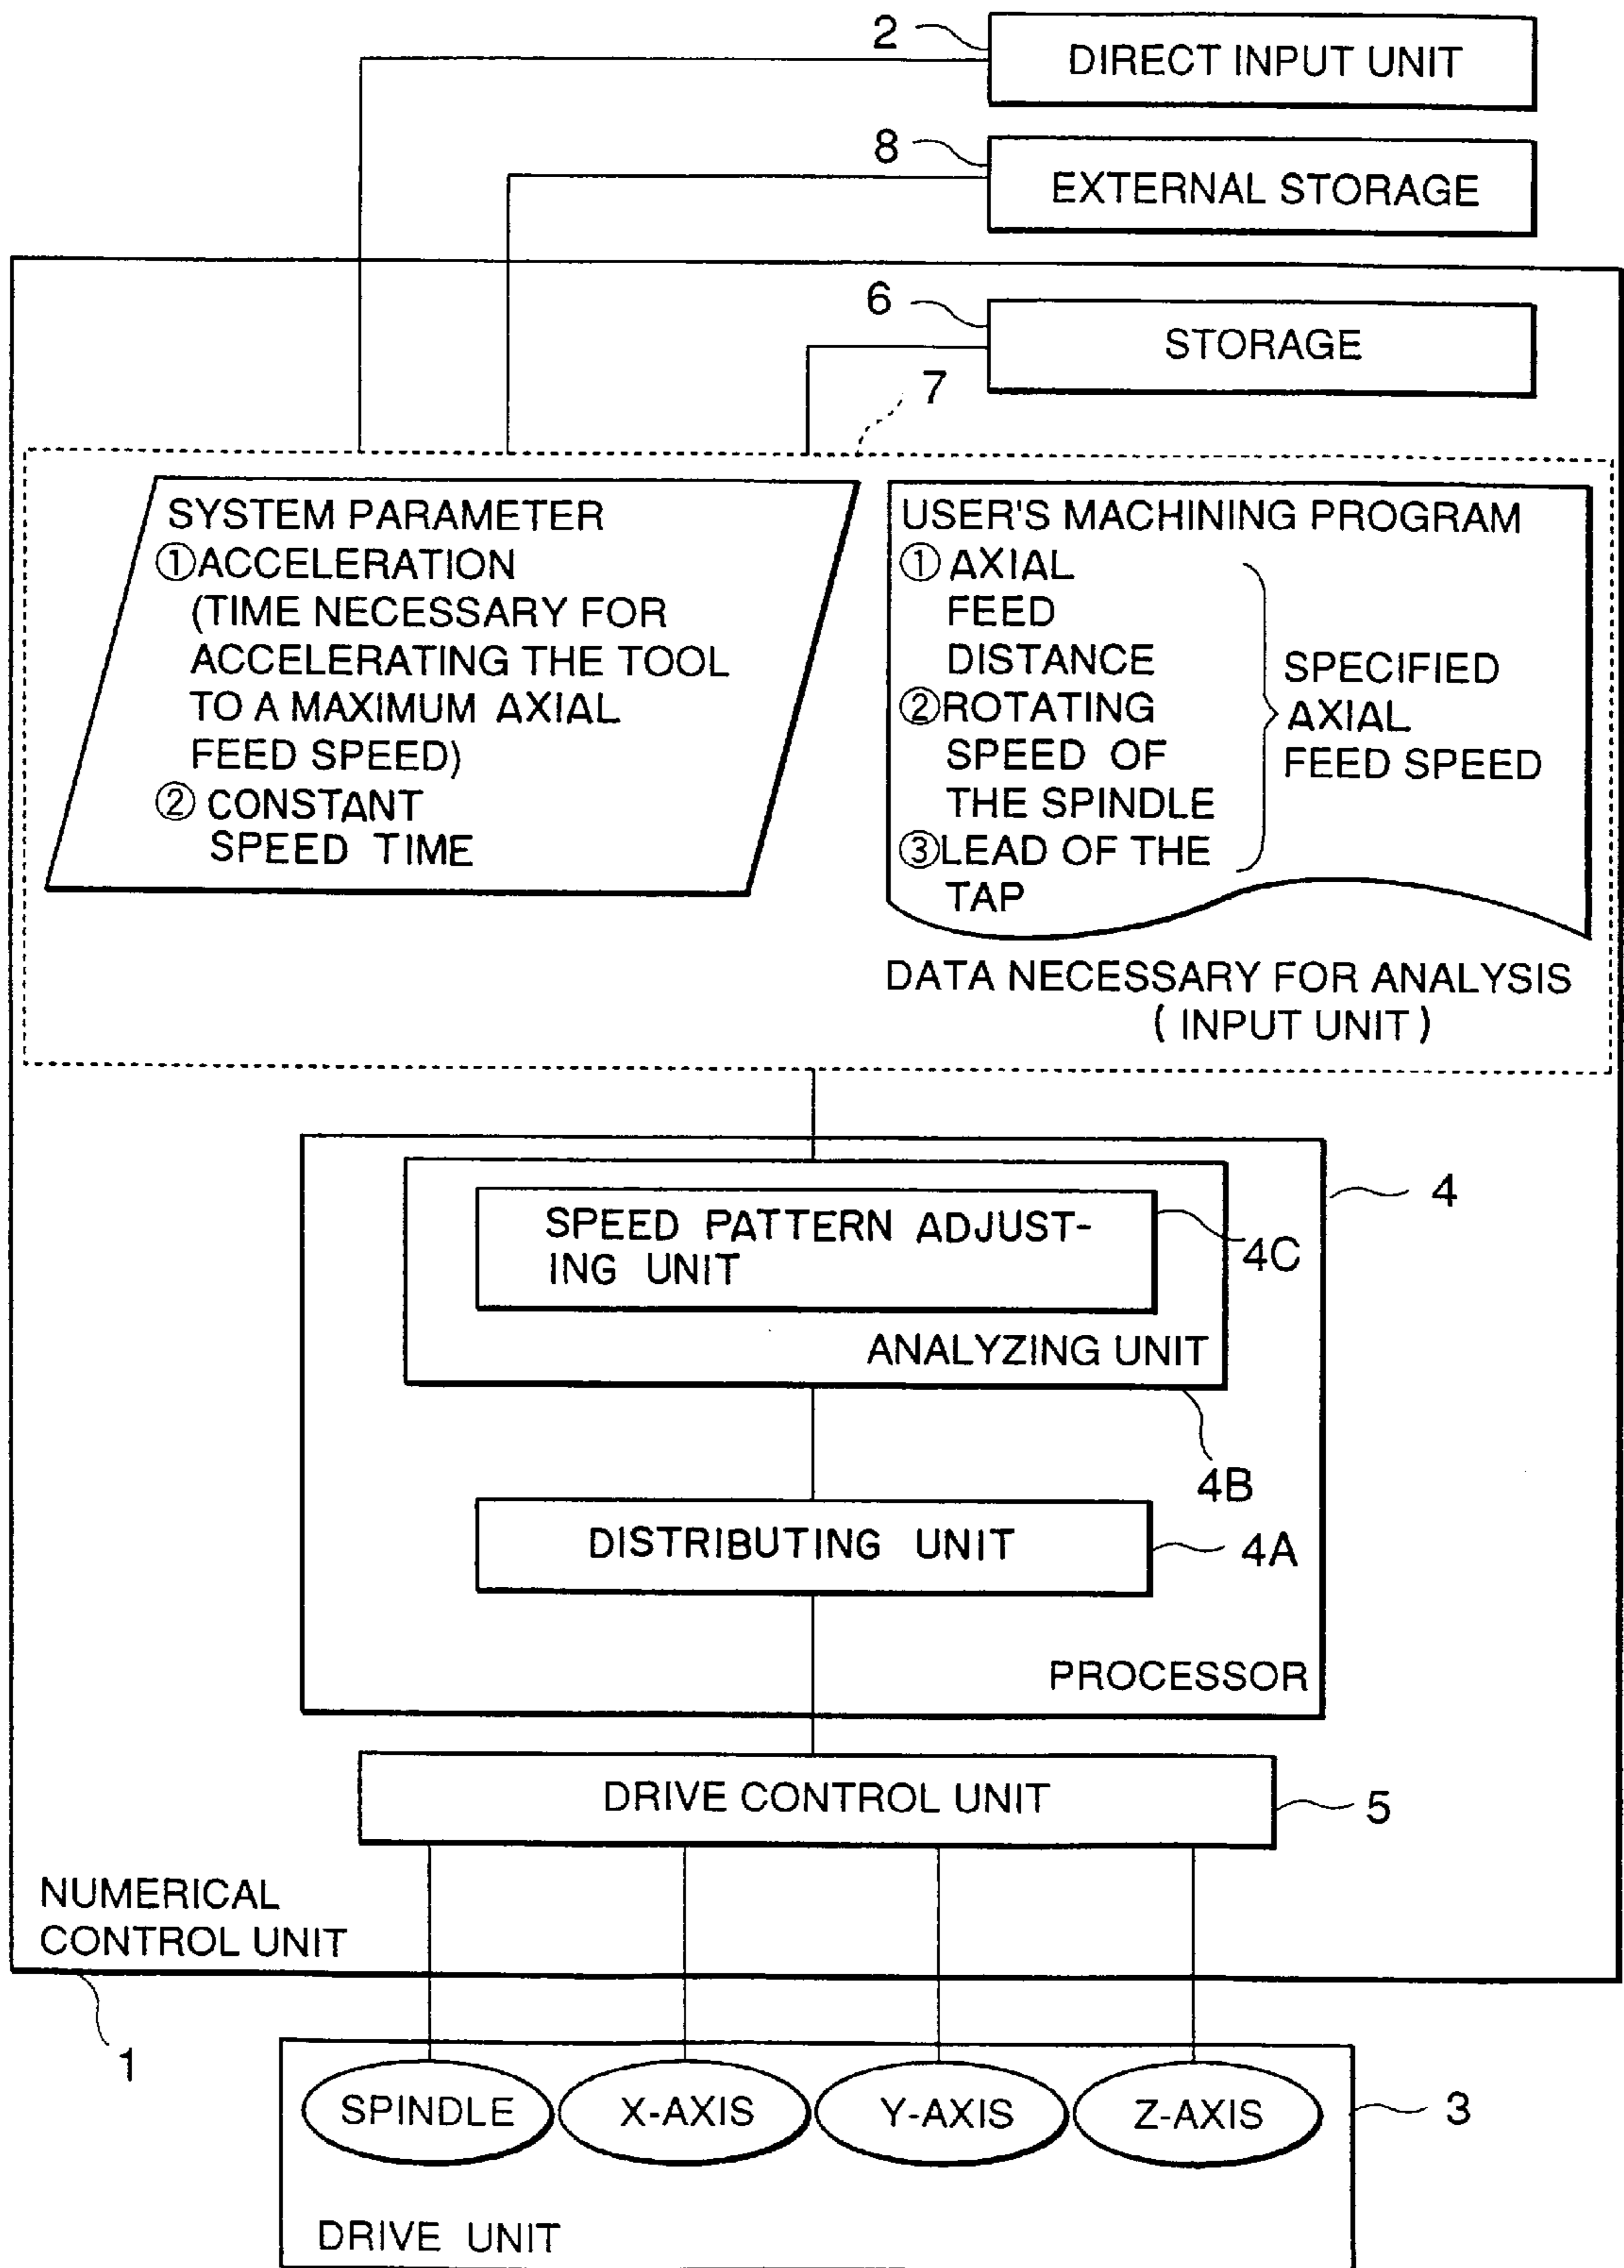 2
DIRECT INPUT UNIT
8
EXTERNAL STORAGE
6
STORAGE
7
SYSTEM PARAMETER
①ACCELERATION
(TIME NECESSARY FOR
ACCELERATING THE TOOL
TO A MAXIMUM AXIAL
FEED SPEED)
② CONSTANT
SPEED TIME
USER'S MACHINING PROGRAM
① AXIAL
FEED
DISTANCE
②ROTATING
SPEED OF
THE SPINDLE
③LEAD OF THE
TAP
SPECIFIED
AXIAL
FEED SPEED
DATA NECESSARY FOR ANALYSIS
( INPUT UNIT )
4
SPEED PATTERN ADJUST-
ING UNIT
4C
ANALYZING UNIT
4B
DISTRIBUTING UNIT
4A
PROCESSOR
DRIVE CONTROL UNIT
5
NUMERICAL
CONTROL UNIT
1
SPINDLE
X-AXIS
Y-AXIS
Z-AXIS
3
DRIVE UNIT